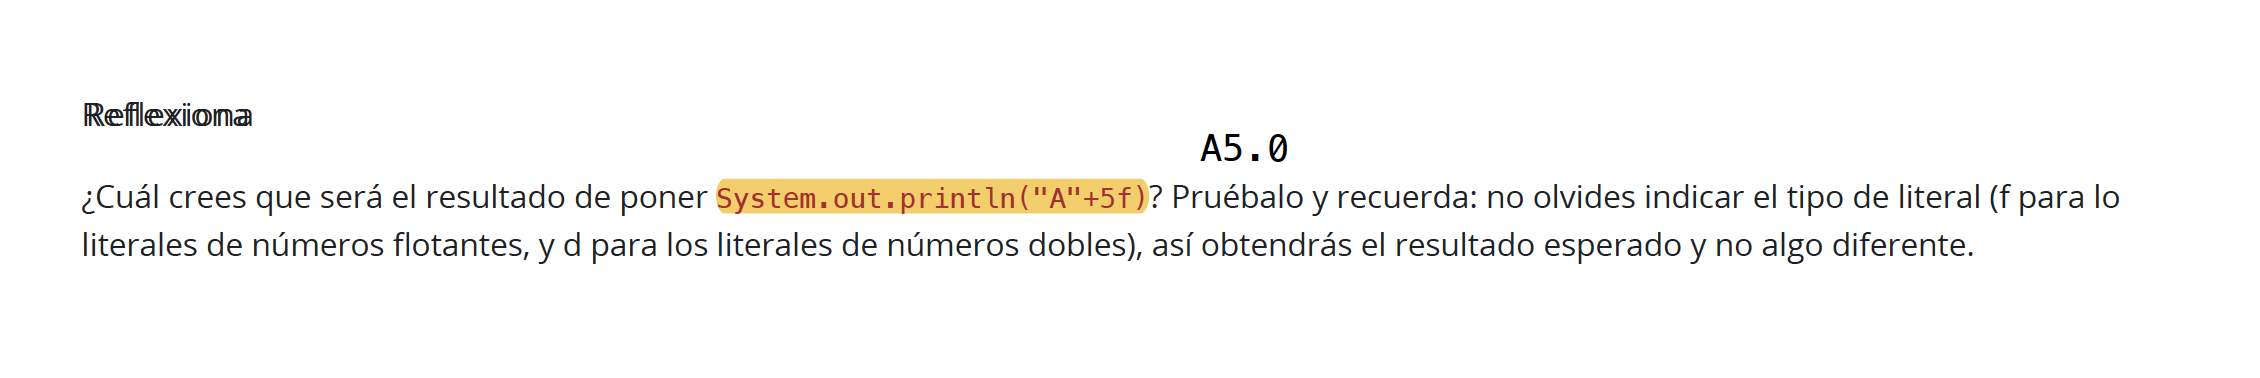 Reflexiona
A5.0
¿Cuál crees que será el resultado de poner System.out.println("A"+5f)? Pruébalo y recuerda: no olvides indicar el tipo de literal (f para lo
literales de números flotantes, y d para los literales de números dobles), así obtendrás el resultado esperado y no algo diferente.